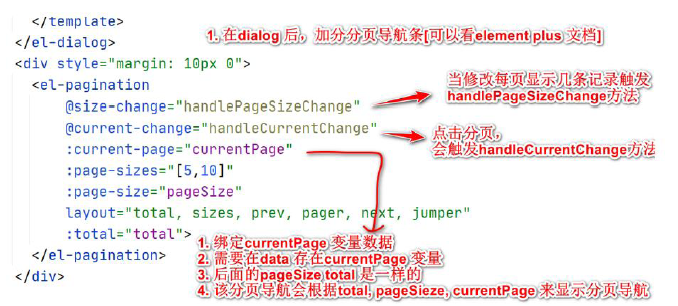 </template>
</el-dialog>
1. 在dialog 后，加分分页导航条[可以看element plus 文档]
<div style="margin: 10px 0">
<el-pagination
@size-change="handlePageSizeChange"
当修改每页显示几条记录触发
handlePageSizeChange方法
@current-change="handleCurrentChange"
点击分页，
会触发handleCurrentChange方法
:current-page="currentPage"
:page-sizes="[5,10]"
:page-size="pageSize"
layout="total, sizes, prev, pager, next, jumper"
:total="total">
1. 绑定currentPage 变量数据
2. 需要在data 存在currentPage 变量
3. 后面的pageSize total 是一样的
4. 该分页导航会根据total, pageSieze, currentPage 来显示分页导航
</el-pagination>
</div>